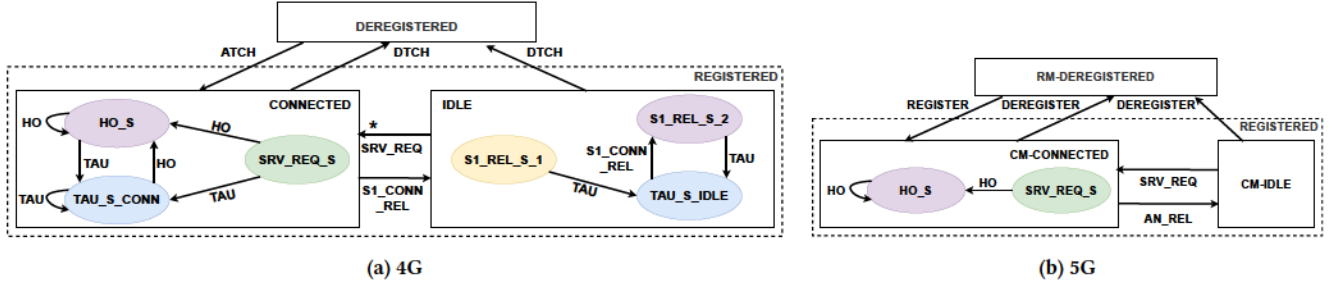 DEREGISTERED
ATCH
DTCH
DTCH
REGISTERED
CONNECTED
HO
HO_S
HO
TAU
HO
SRV_REQ_S
TAU
TAU
TAU_S_CONN
*
SRV_REQ
S1_CONN
_REL
IDLE
S1_REL_S_2
S1_REL_S_1
S1_CONN
_REL
TAU
TAU
TAU_S_IDLE
(a) 4G
RM-DEREGISTERED
REGISTER
DEREGISTER
DEREGISTER
REGISTERED
CM-CONNECTED
HO
HO_S
HO
SRV_REQ_S
SRV_REQ
AN_REL
CM-IDLE
(b) 5G